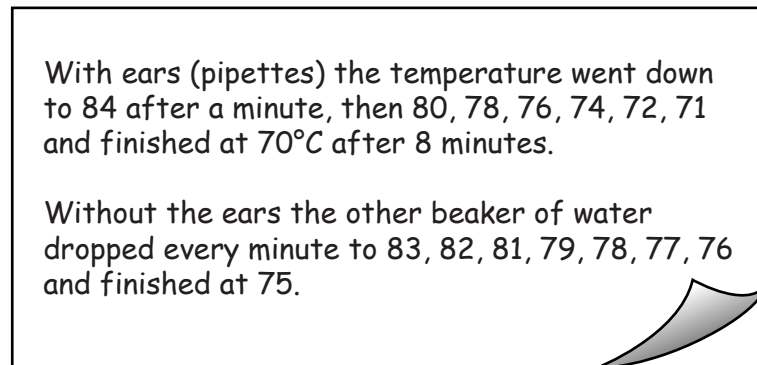 With ears (pipettes) the temperature went down
to 84 after a minute, then 80, 78, 76, 74, 72, 71
and finished at 70°C after 8 minutes.
Without the ears the other beaker of water
dropped every minute to 83, 82, 81, 79, 78, 77, 76
and finished at 75.